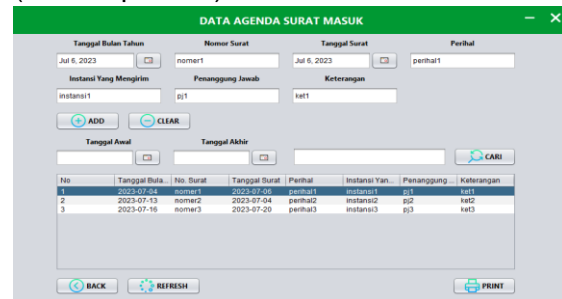 DATA AGENDA SURAT MASUK
Tanggal Bulan Tahun Nomor Surat Tanggal Surat Perihal
Jul 6, 2023 nomer1 Jul 6, 2023 perihal1
Instansi Yang Mengirim Penanggung Jawab Keterangan
instansi1 pj1 ket1
ADD CLEAR
Tanggal Awal Tanggal Akhir
CARI
No Tanggal Bula... No. Surat Tanggal Surat Perihal Instansi Yan... Penanggung ... Keterangan
1 2023-07-04 nomer1 2023-07-06 perihal1 instansi1 pj1 ket1
2 2023-07-13 nomer2 2023-07-04 perihal2 instansi2 pj2 ket2
3 2023-07-16 nomer3 2023-07-20 perihal3 instansi3 pj3 ket3
BACK REFRESH PRINT